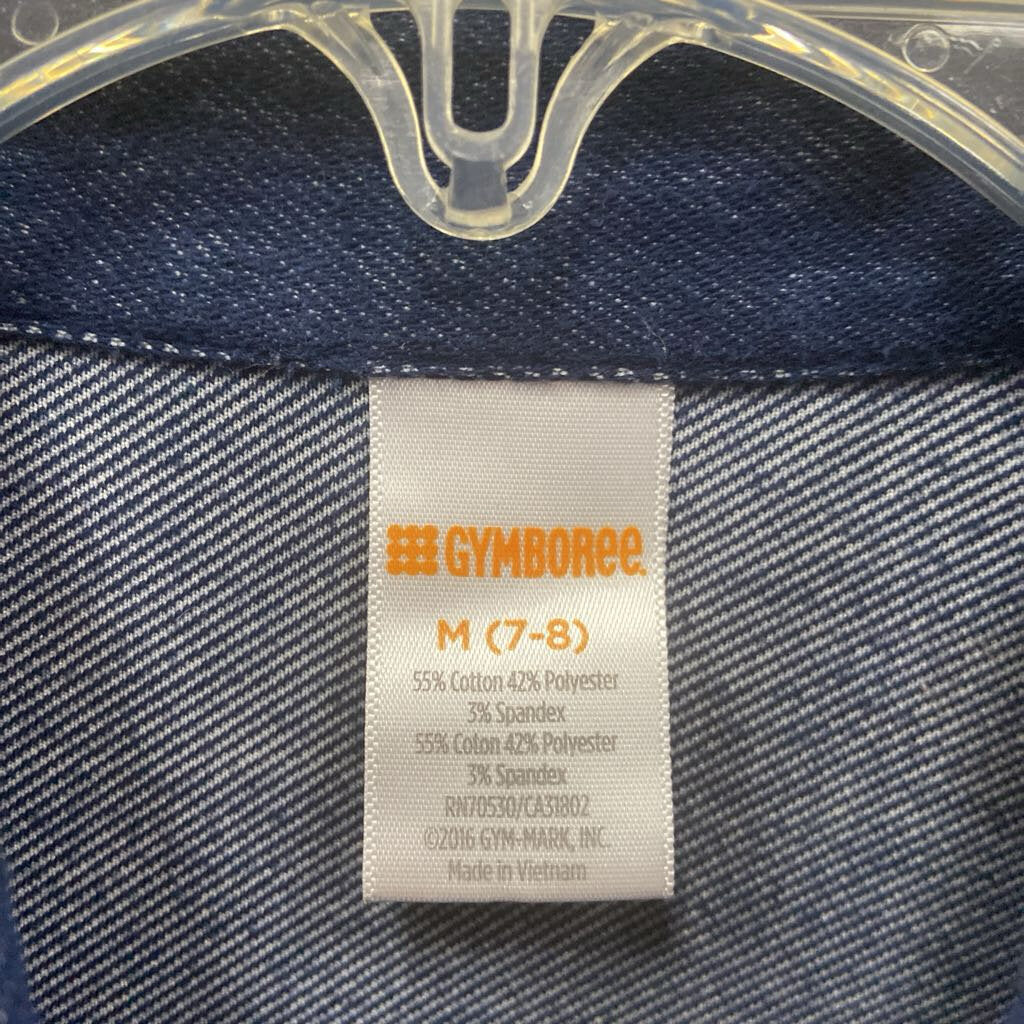 GYMBOREE
M (7-8)
55% Cotton 42% Polyester
3% Spandex
55% Coton 42% Polyester
3% Spandex
RN70530/CA31802
©2016 GYM-MARK, INC.
Made in Vietnam